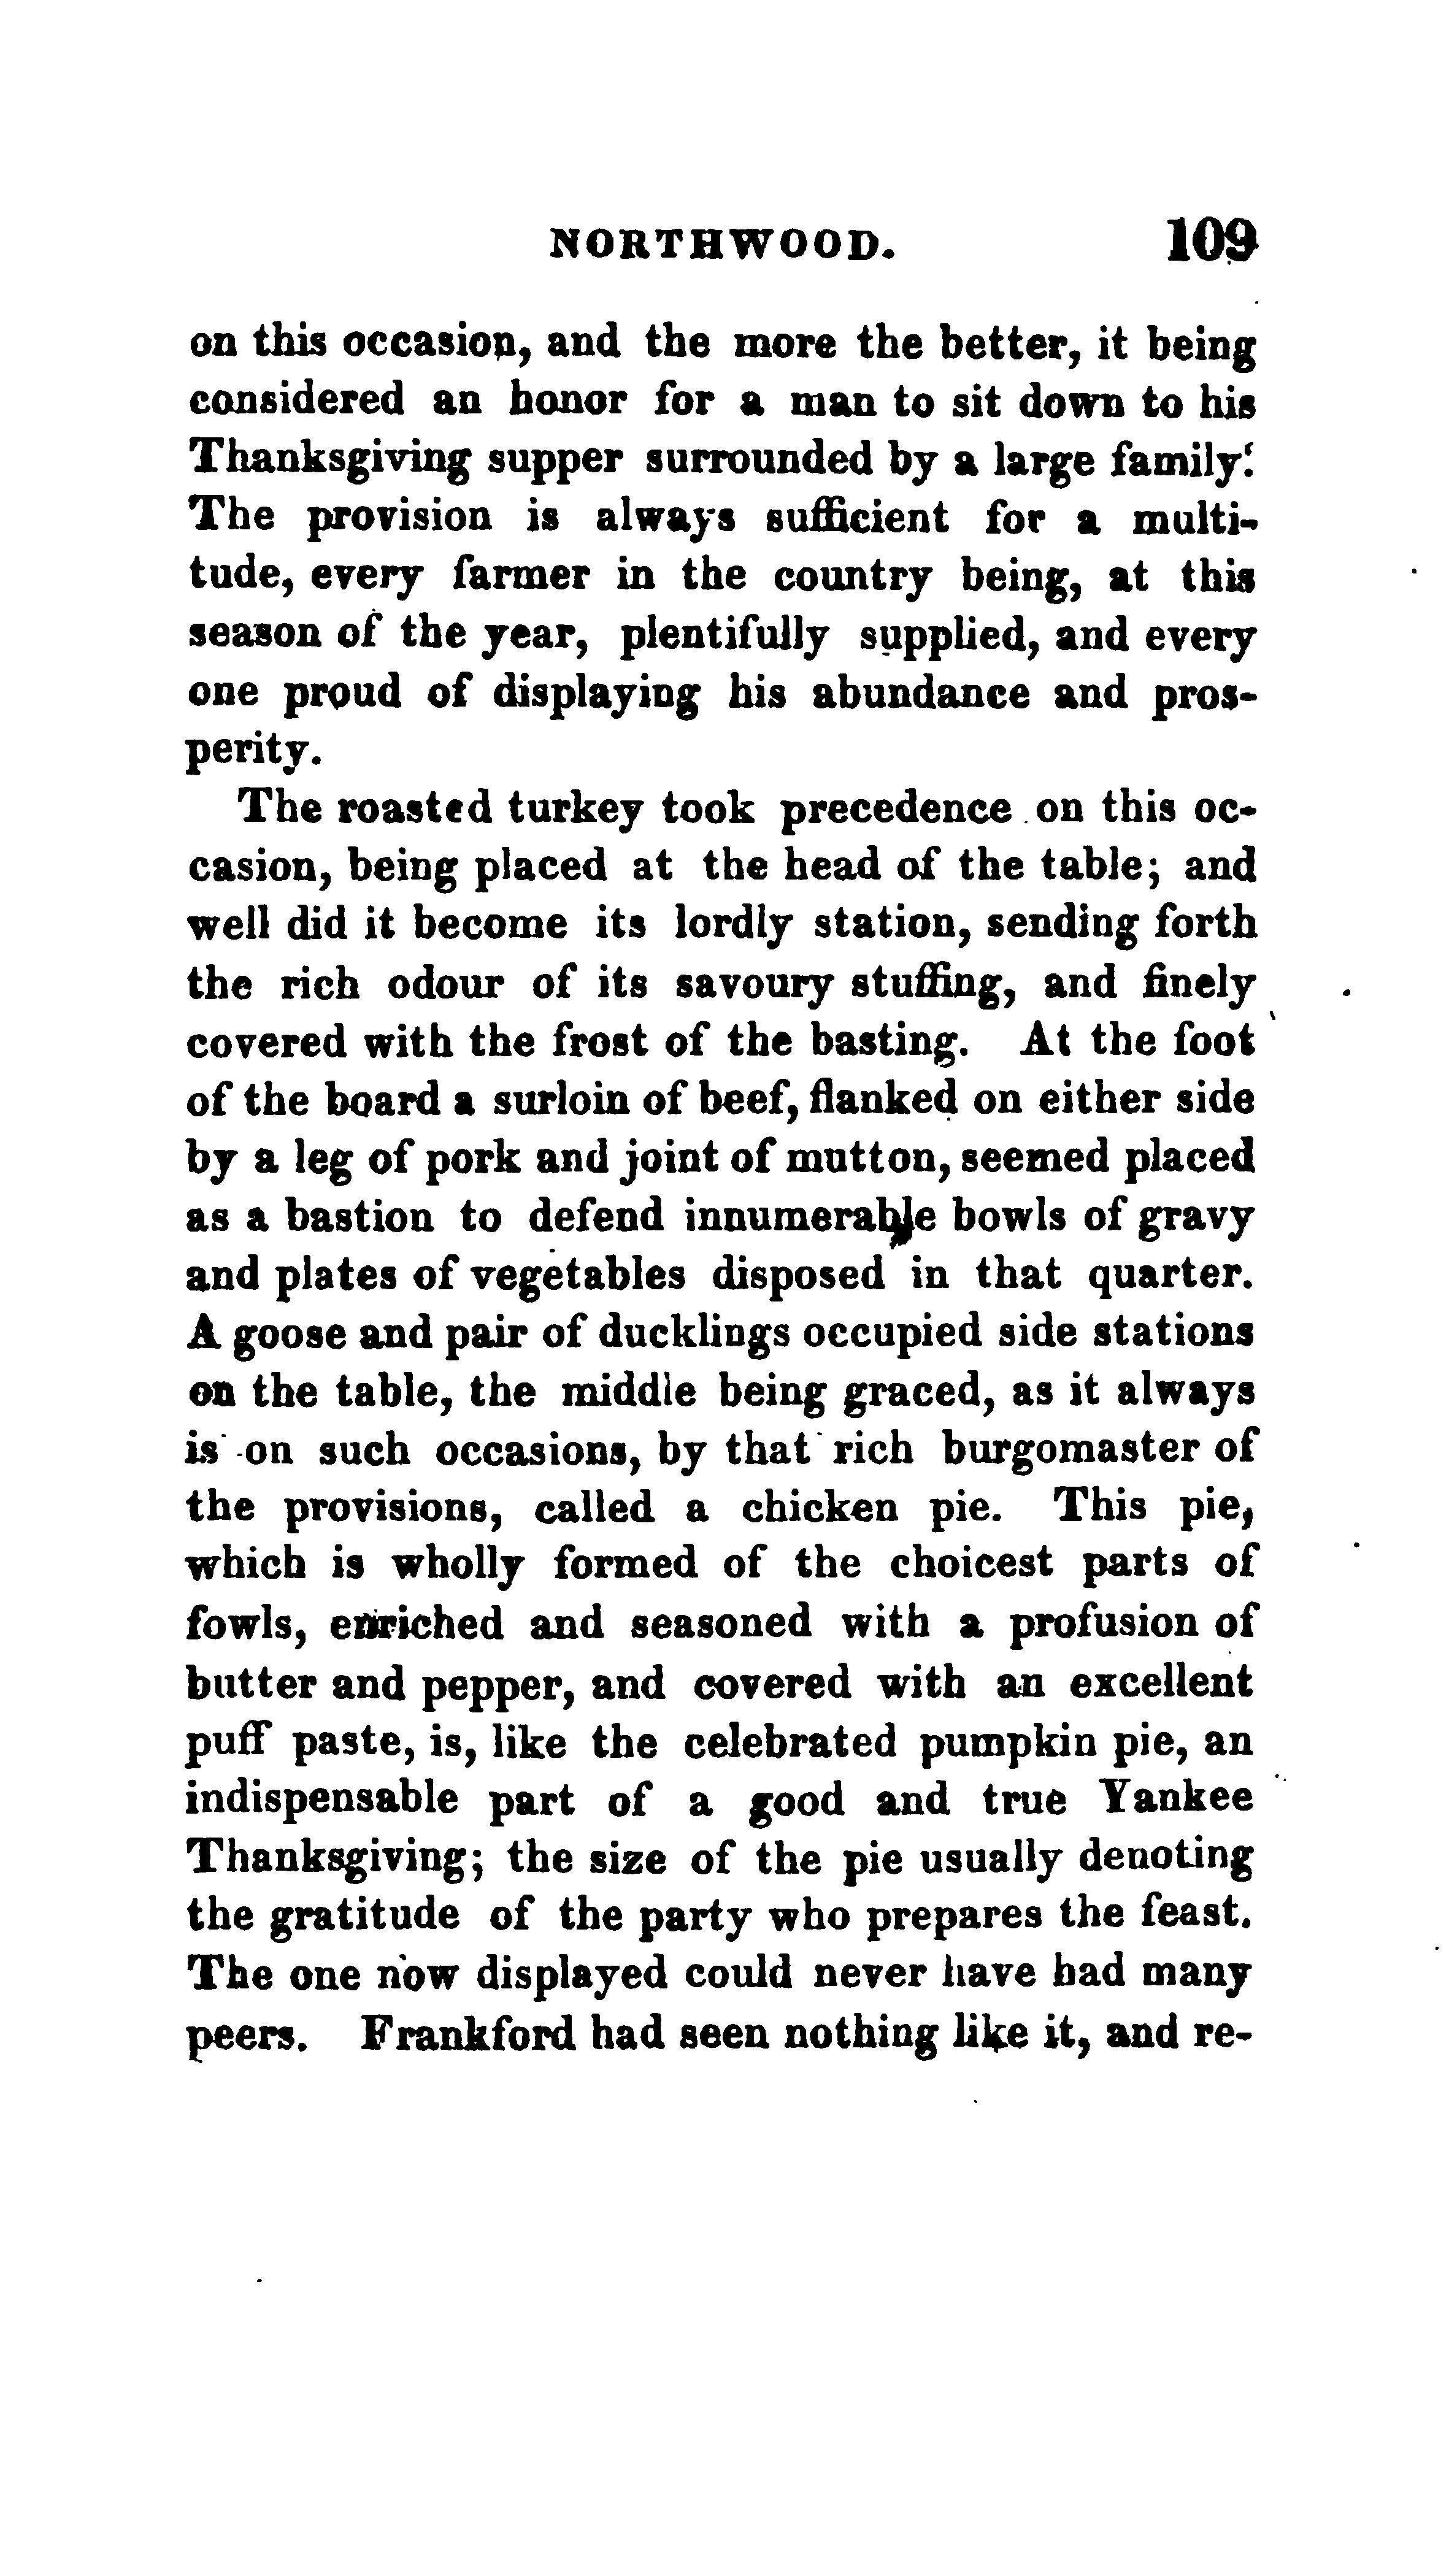 NORTHWOOD. 109
on this occasion, and the more the better, it being
considered an honor for a man to sit down to his
Thanksgiving supper surrounded by a large family.
The provision is always sufficient for a multi-
tude, every farmer in the country being, at this
season of the year, plentifully supplied, and every
one proud of displaying his abundance and pros-
perity.
The roasted turkey took precedence on this oc-
casion, being placed at the head of the table; and
well did it become its lordly station, sending forth
the rich odour of its savoury stuffing, and finely
covered with the frost of the basting. At the foot
of the board a surloin of beef, flanked on either side
by a leg of pork and joint of mutton, seemed placed
as a bastion to defend innumerable bowls of gravy
and plates of vegetables disposed in that quarter.
A goose and pair of ducklings occupied side stations
on the table, the middle being graced, as it always
is on such occasions, by that rich burgomaster of
the provisions, called a chicken pie. This pie,
which is wholly formed of the choicest parts of
fowls, enriched and seasoned with a profusion of
butter and pepper, and covered with an excellent
puff paste, is, like the celebrated pumpkin pie, an
indispensable part of a good and true Yankee
Thanksgiving; the size of the pie usually denoting
the gratitude of the party who prepares the feast.
The one now displayed could never have had many
peers. Frankford had seen nothing like it, and re-